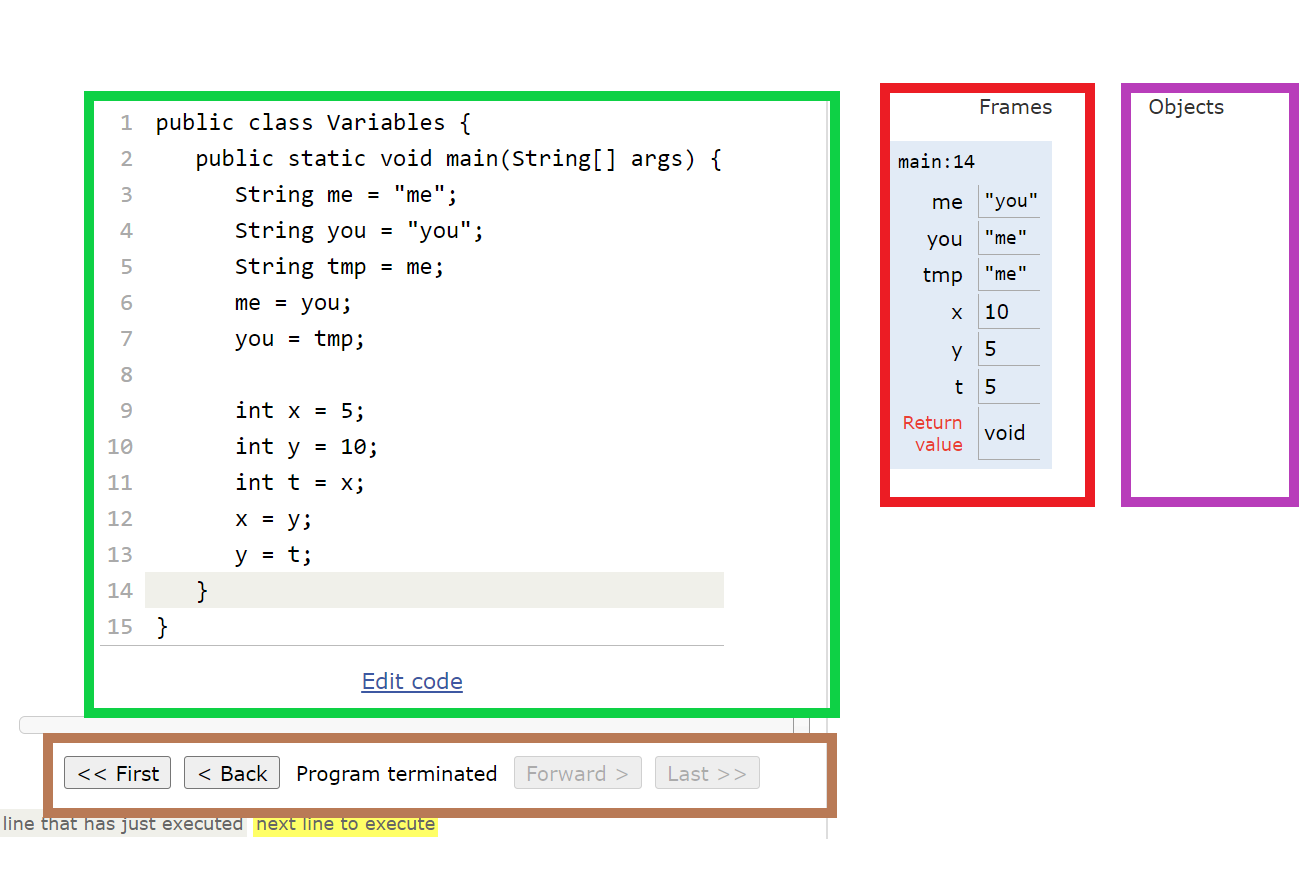 1 public class Variables {
2 public static void main(String[] args) {
3 String me = "me";
4 String you = "you";
5 String tmp = me;
6 me = you;
7 you = tmp;
8
9 int x = 5;
10 int y = 10;
11 int t = x;
12 x = y;
13 y = t;
14 }
15 }
Edit code
<< First < Back Program terminated Forward > Last >>
line that has just executed next line to execute
Frames
main:14
me "you"
you "me"
tmp "me"
x 10
y 5
t 5
Return
value void
Objects